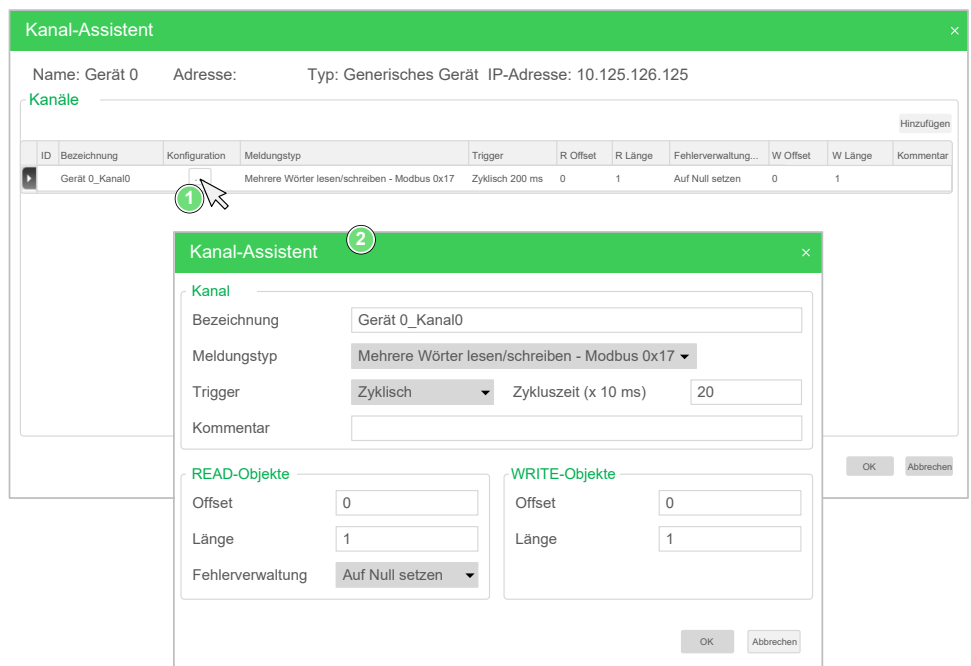 Kanal-Assistent ×
Name: Gerät 0 Adresse: Typ: Generisches Gerät IP-Adresse: 10.125.126.125
Kanäle
Hinzufügen
ID Bezeichnung Konfiguration Meldungstyp Trigger R Offset R Länge Fehlerverwaltung... W Offset W Länge Kommentar
Gerät 0_Kanal0 Mehrere Wörter lesen/schreiben - Modbus 0x17 Zyklisch 200 ms 0 1 Auf Null setzen 0 1
1
2
Kanal-Assistent ×
Kanal
Bezeichnung Gerät 0_Kanal0
Meldungstyp Mehrere Wörter lesen/schreiben - Modbus 0x17
Trigger Zyklisch Zykluszeit (x 10 ms) 20
Kommentar
OK Abbrechen
READ-Objekte WRITE-Objekte
Offset 0 Offset 0
Länge 1 Länge 1
Fehlerverwaltung Auf Null setzen
OK Abbrechen